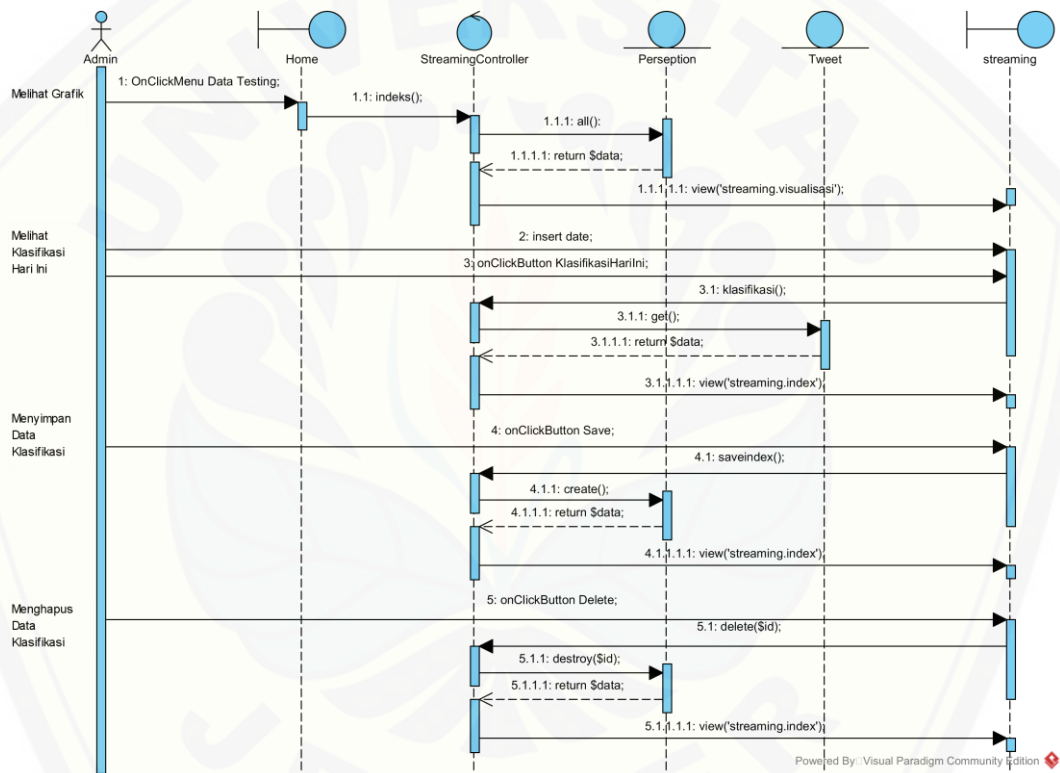 Admin
Home
StreamingController
Perseption
Tweet
streaming
Melihat Grafik
1: OnClickMenu Data Testing;
1.1: indeks();
1.1.1: all():
1.1.1.1: return $data;
1.1.1.1.1: view('streaming.visualisasi');
Melihat
Klasifikasi
Hari Ini
2: insert date;
3: onClickButton KlasifikasiHariIni;
3.1: klasifikasi();
3.1.1: get();
3.1.1.1: return $data;
3.1.1.1.1: view('streaming.index')
Menyimpan
Data
Klasifikasi
4: onClickButton Save;
4.1: saveindex();
4.1.1: create();
4.1.1.1: return $data;
4.1.1.1.1: view('streaming.index')
Menghapus
Data
Klasifikasi
5: onClickButton Delete;
5.1: delete($id);
5.1.1: destroy($id);
5.1.1.1: return $data;
5.1.1.1.1: view('streaming.index')
Powered By Visual Paradigm Community Edition
UNIVERSITAS